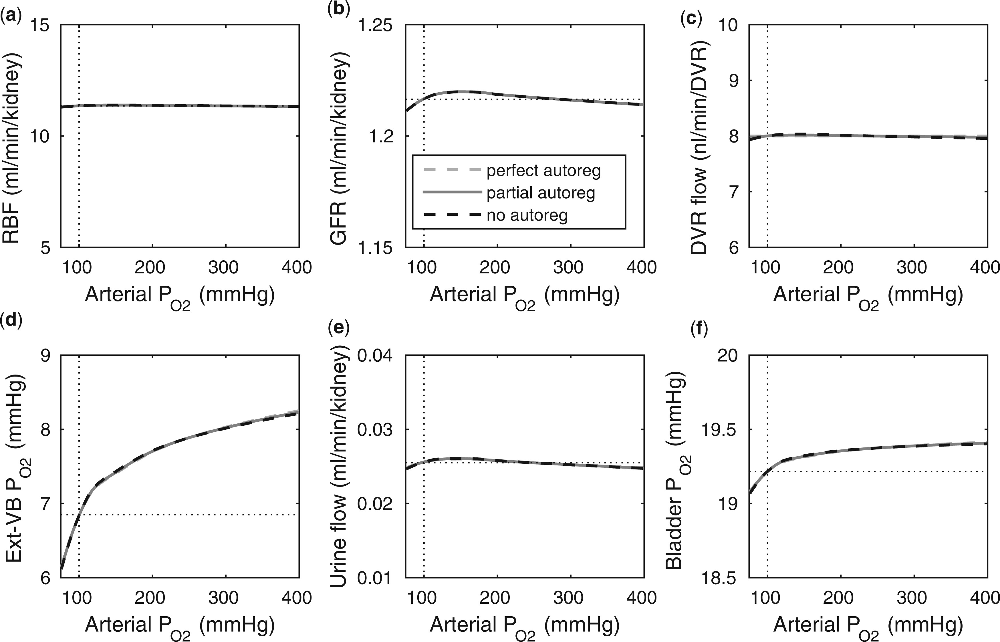 (a)
15
10
5
RBF (ml/min/kidney)
100 200 300 400
Arterial PO2 (mmHg)
(b)
1.25
1.2
1.15
GFR (ml/min/kidney)
perfect autoreg
partial autoreg
no autoreg
100 200 300 400
Arterial PO2 (mmHg)
(c)
10
9
8
7
6
DVR flow (nl/min/DVR)
100 200 300 400
Arterial PO2 (mmHg)
(d)
9
8
7
6
Ext-VB PO2 (mmHg)
100 200 300 400
Arterial PO2 (mmHg)
(e)
0.04
0.03
0.02
0.01
Urine flow (ml/min/kidney)
100 200 300 400
Arterial PO2 (mmHg)
(f)
20
19.5
19
18.5
Bladder PO2 (mmHg)
100 200 300 400
Arterial PO2 (mmHg)